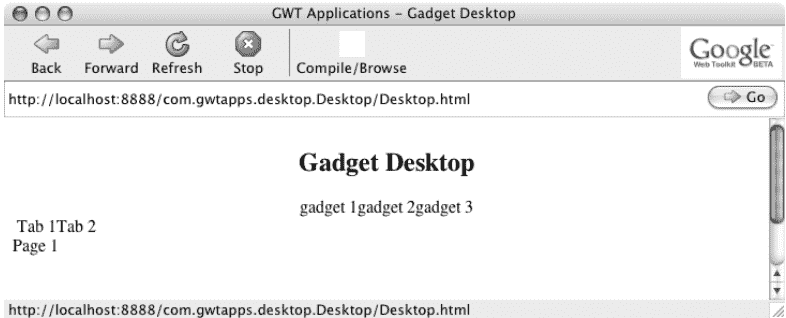 GWT Applications – Gadget Desktop
Back Forward Refresh Stop Compile/Browse
Google
Web Toolkit BETA
http://localhost:8888/com.gwtapps.desktop.Desktop/Desktop.html Go
Gadget Desktop
gadget 1gadget 2gadget 3
Tab 1Tab 2
Page 1
http://localhost:8888/com.gwtapps.desktop.Desktop/Desktop.html